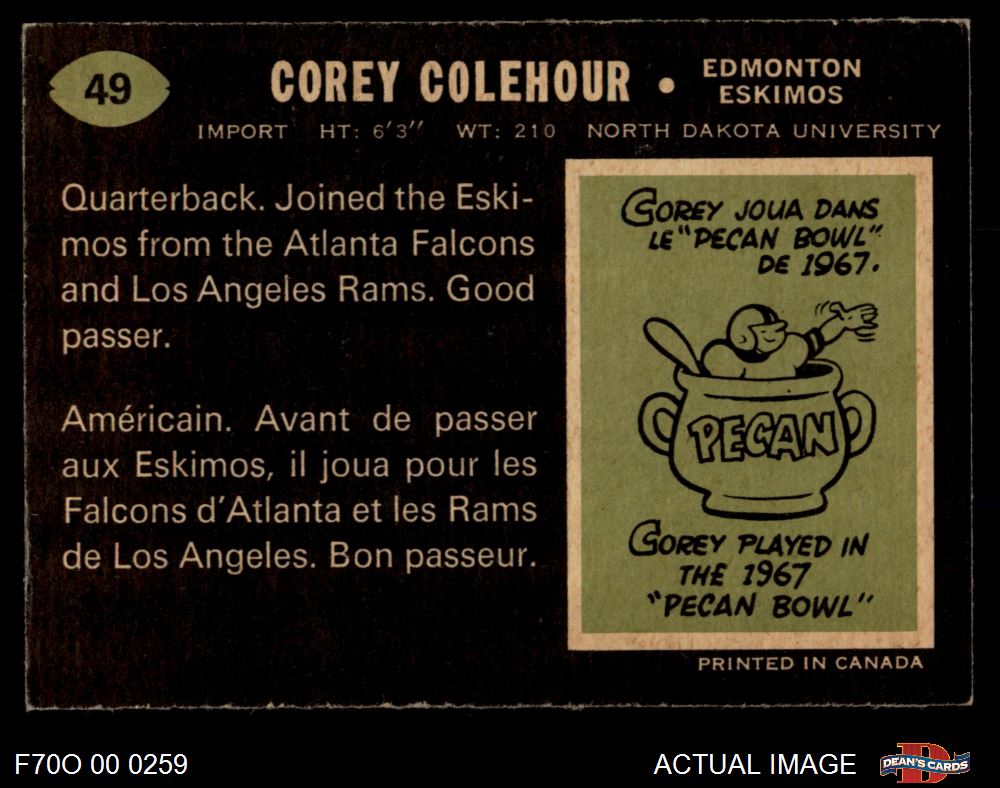 49
COREY COLEHOUR • EDMONTON ESKIMOS
IMPORT HT: 6'3" WT: 210 NORTH DAKOTA UNIVERSITY
Quarterback. Joined the Eski-
mos from the Atlanta Falcons
and Los Angeles Rams. Good
passer.
Américain. Avant de passer
aux Eskimos, il joua pour les
Falcons d'Atlanta et les Rams
de Los Angeles. Bon passeur.
COREY JOUA DANS
LE "PECAN BOWL"
DE 1967.
PECAN
COREY PLAYED IN
THE 1967
"PECAN BOWL"
PRINTED IN CANADA
F70O 00 0259
ACTUAL IMAGE
DEAN'S CARDS